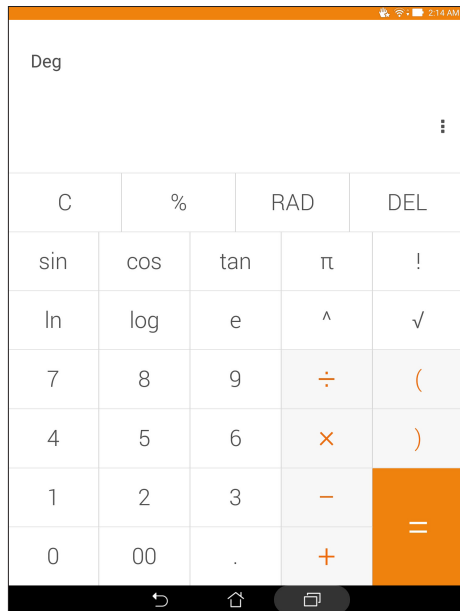 2:14 AM
Deg
C % RAD DEL
sin cos tan π !
ln log e ^ √
7 8 9 ÷ (
4 5 6 × )
1 2 3 −
=
0 00 . +